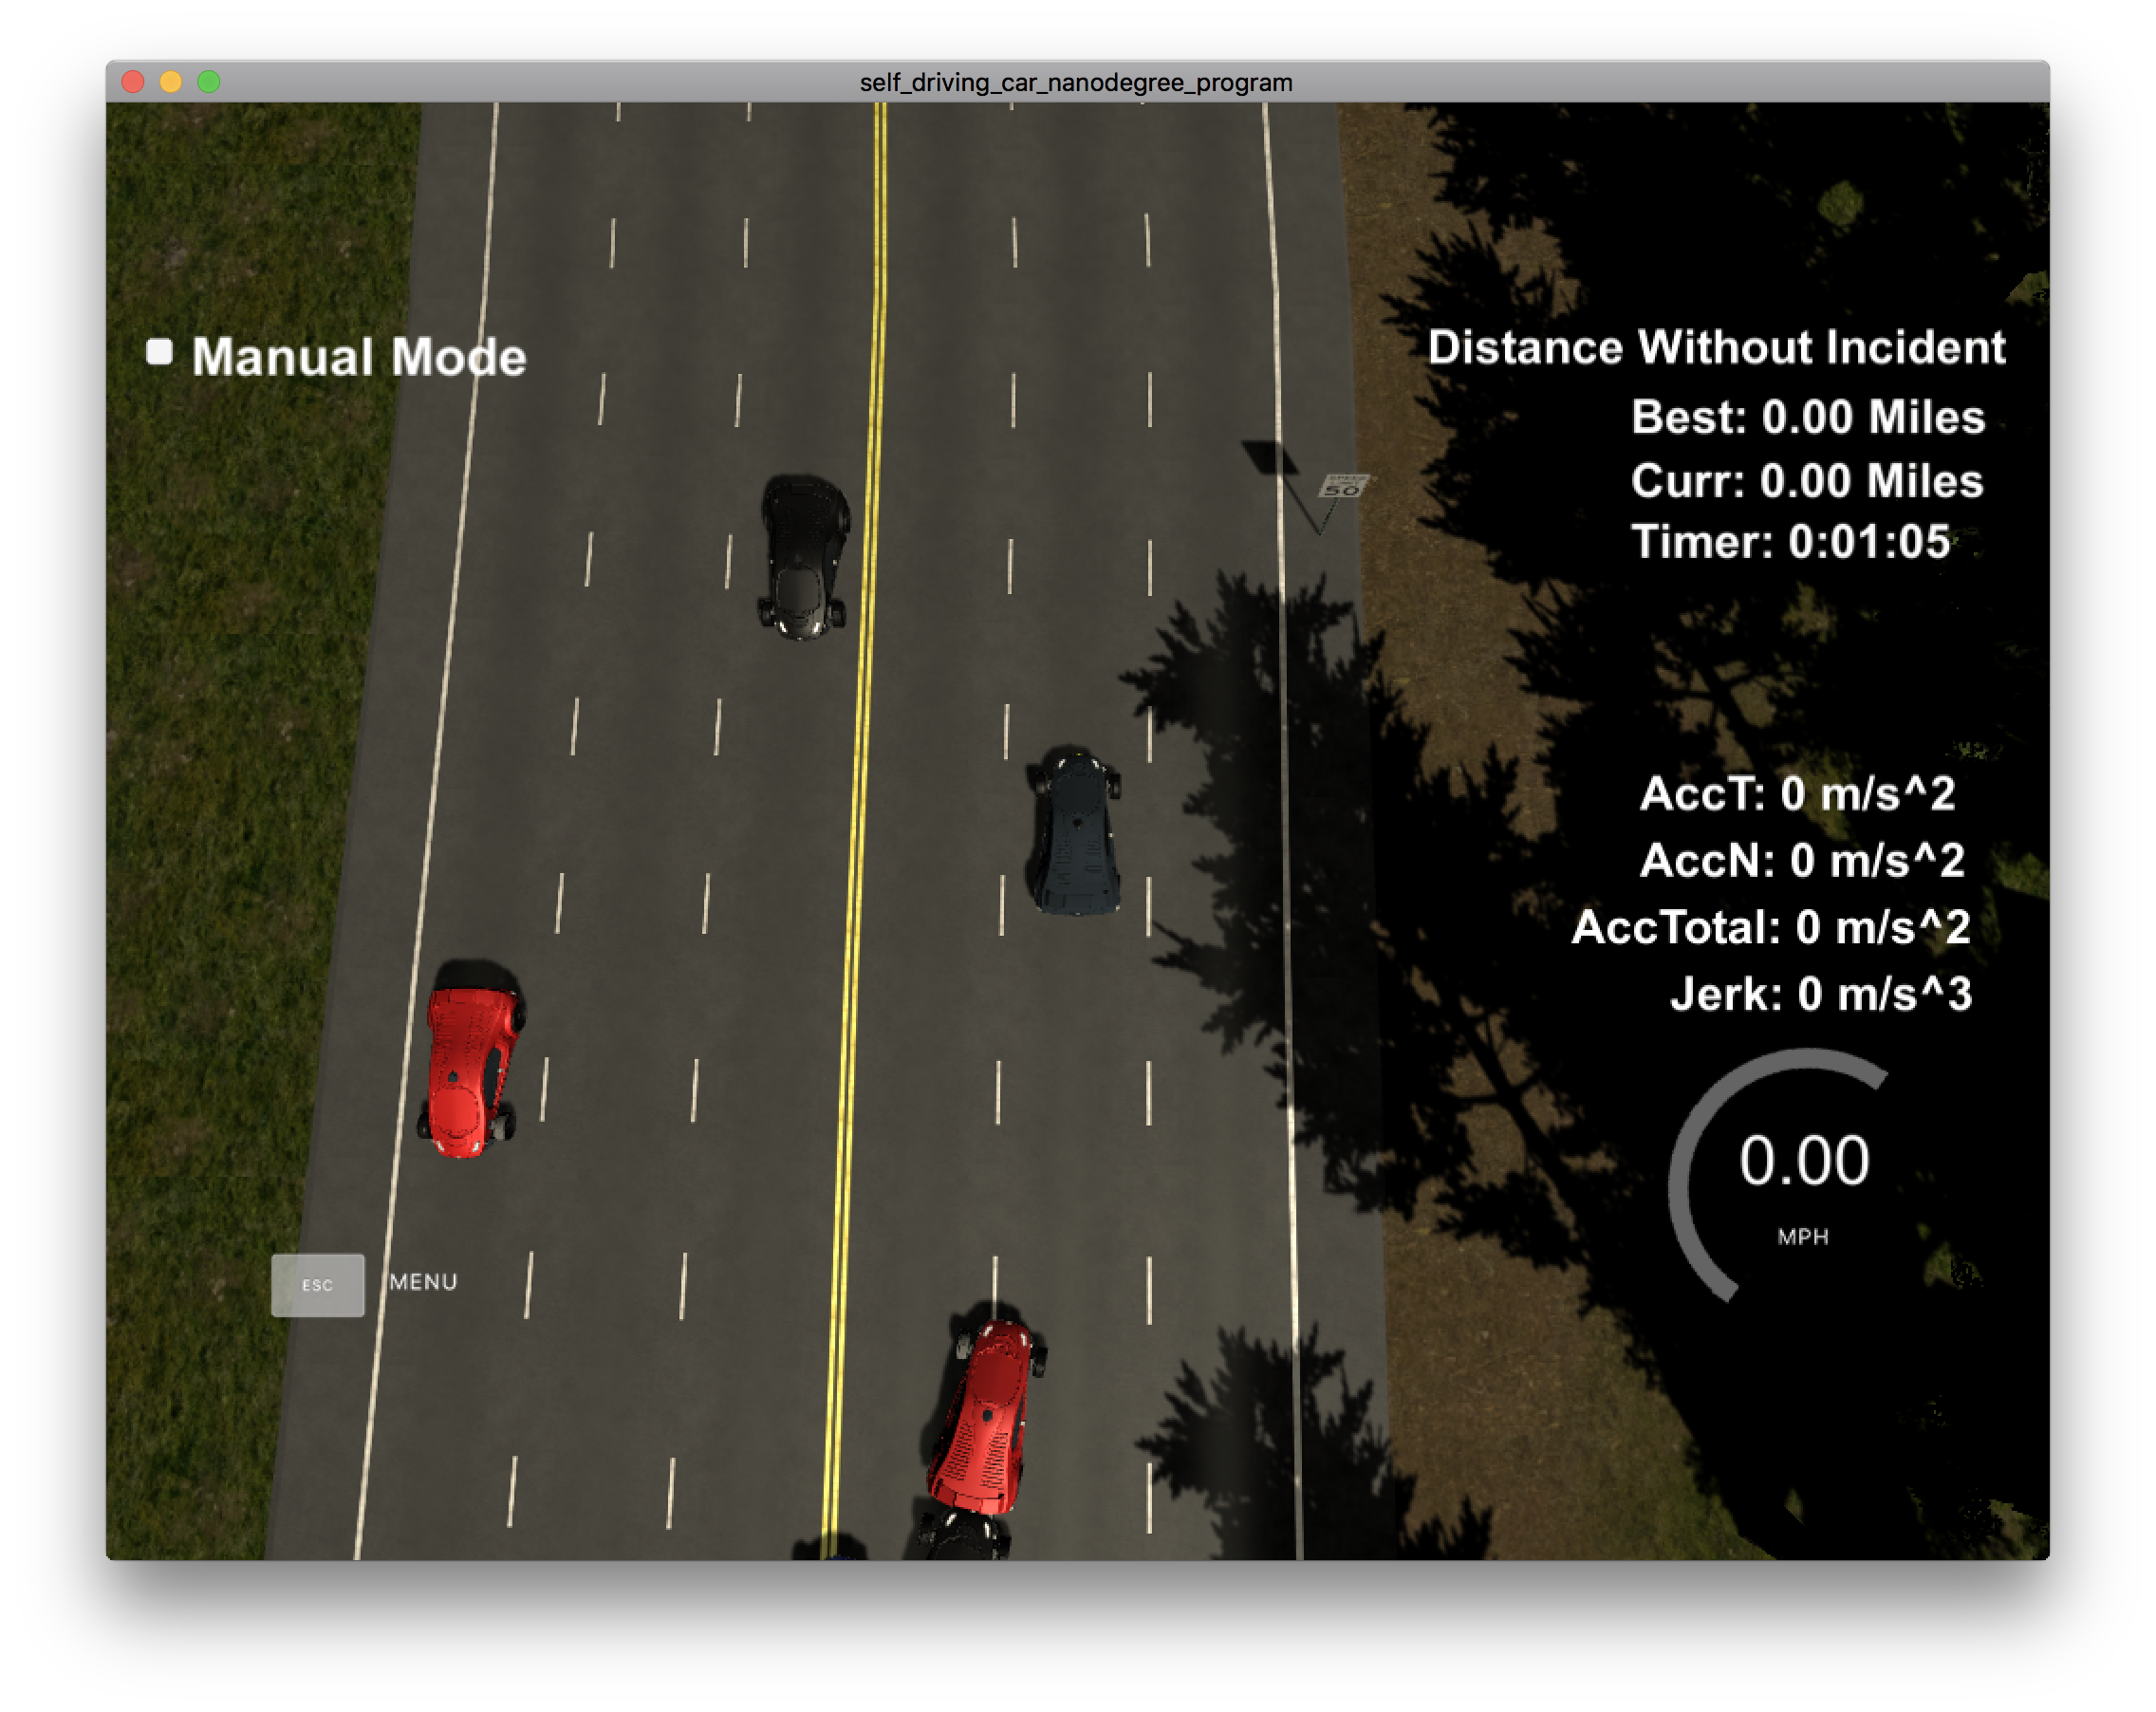 self_driving_car_nanodegree_program
Manual Mode
Distance Without Incident
Best: 0.00 Miles
Curr: 0.00 Miles
Timer: 0:01:05
50
AccT: 0 m/s^2
AccN: 0 m/s^2
AccTotal: 0 m/s^2
Jerk: 0 m/s^3
0.00
MPH
ESC MENU